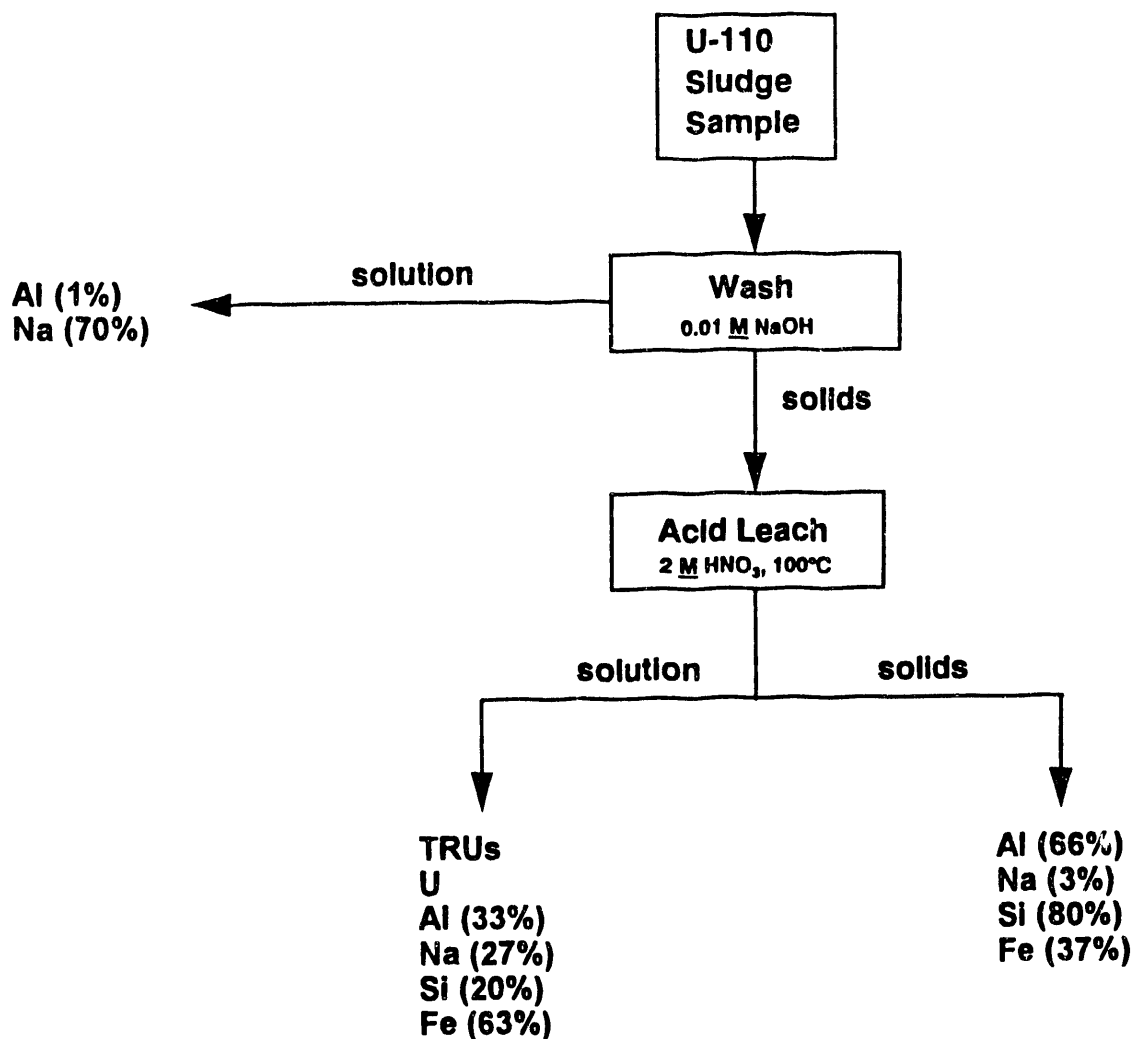 U-110
Sludge
Sample
solution
Al (1%)
Na (70%)
Wash
0.01 M NaOH
solids
Acid Leach
2 M HNO₃, 100°C
solution
solids
TRUs
U
Al (33%)
Na (27%)
Si (20%)
Fe (63%)
Al (66%)
Na (3%)
Si (80%)
Fe (37%)